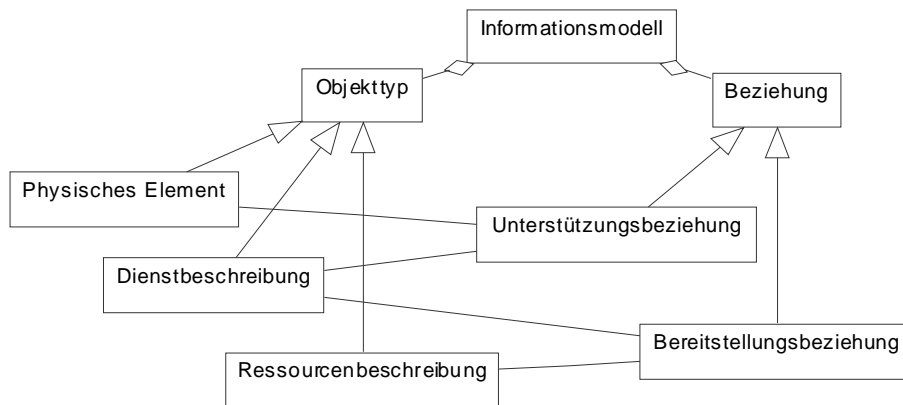 Informationsmodell
Objekttyp
Beziehung
Physisches Element
Unterstützungsbeziehung
Dienstbeschreibung
Bereitstellungsbeziehung
Ressourcenbeschreibung